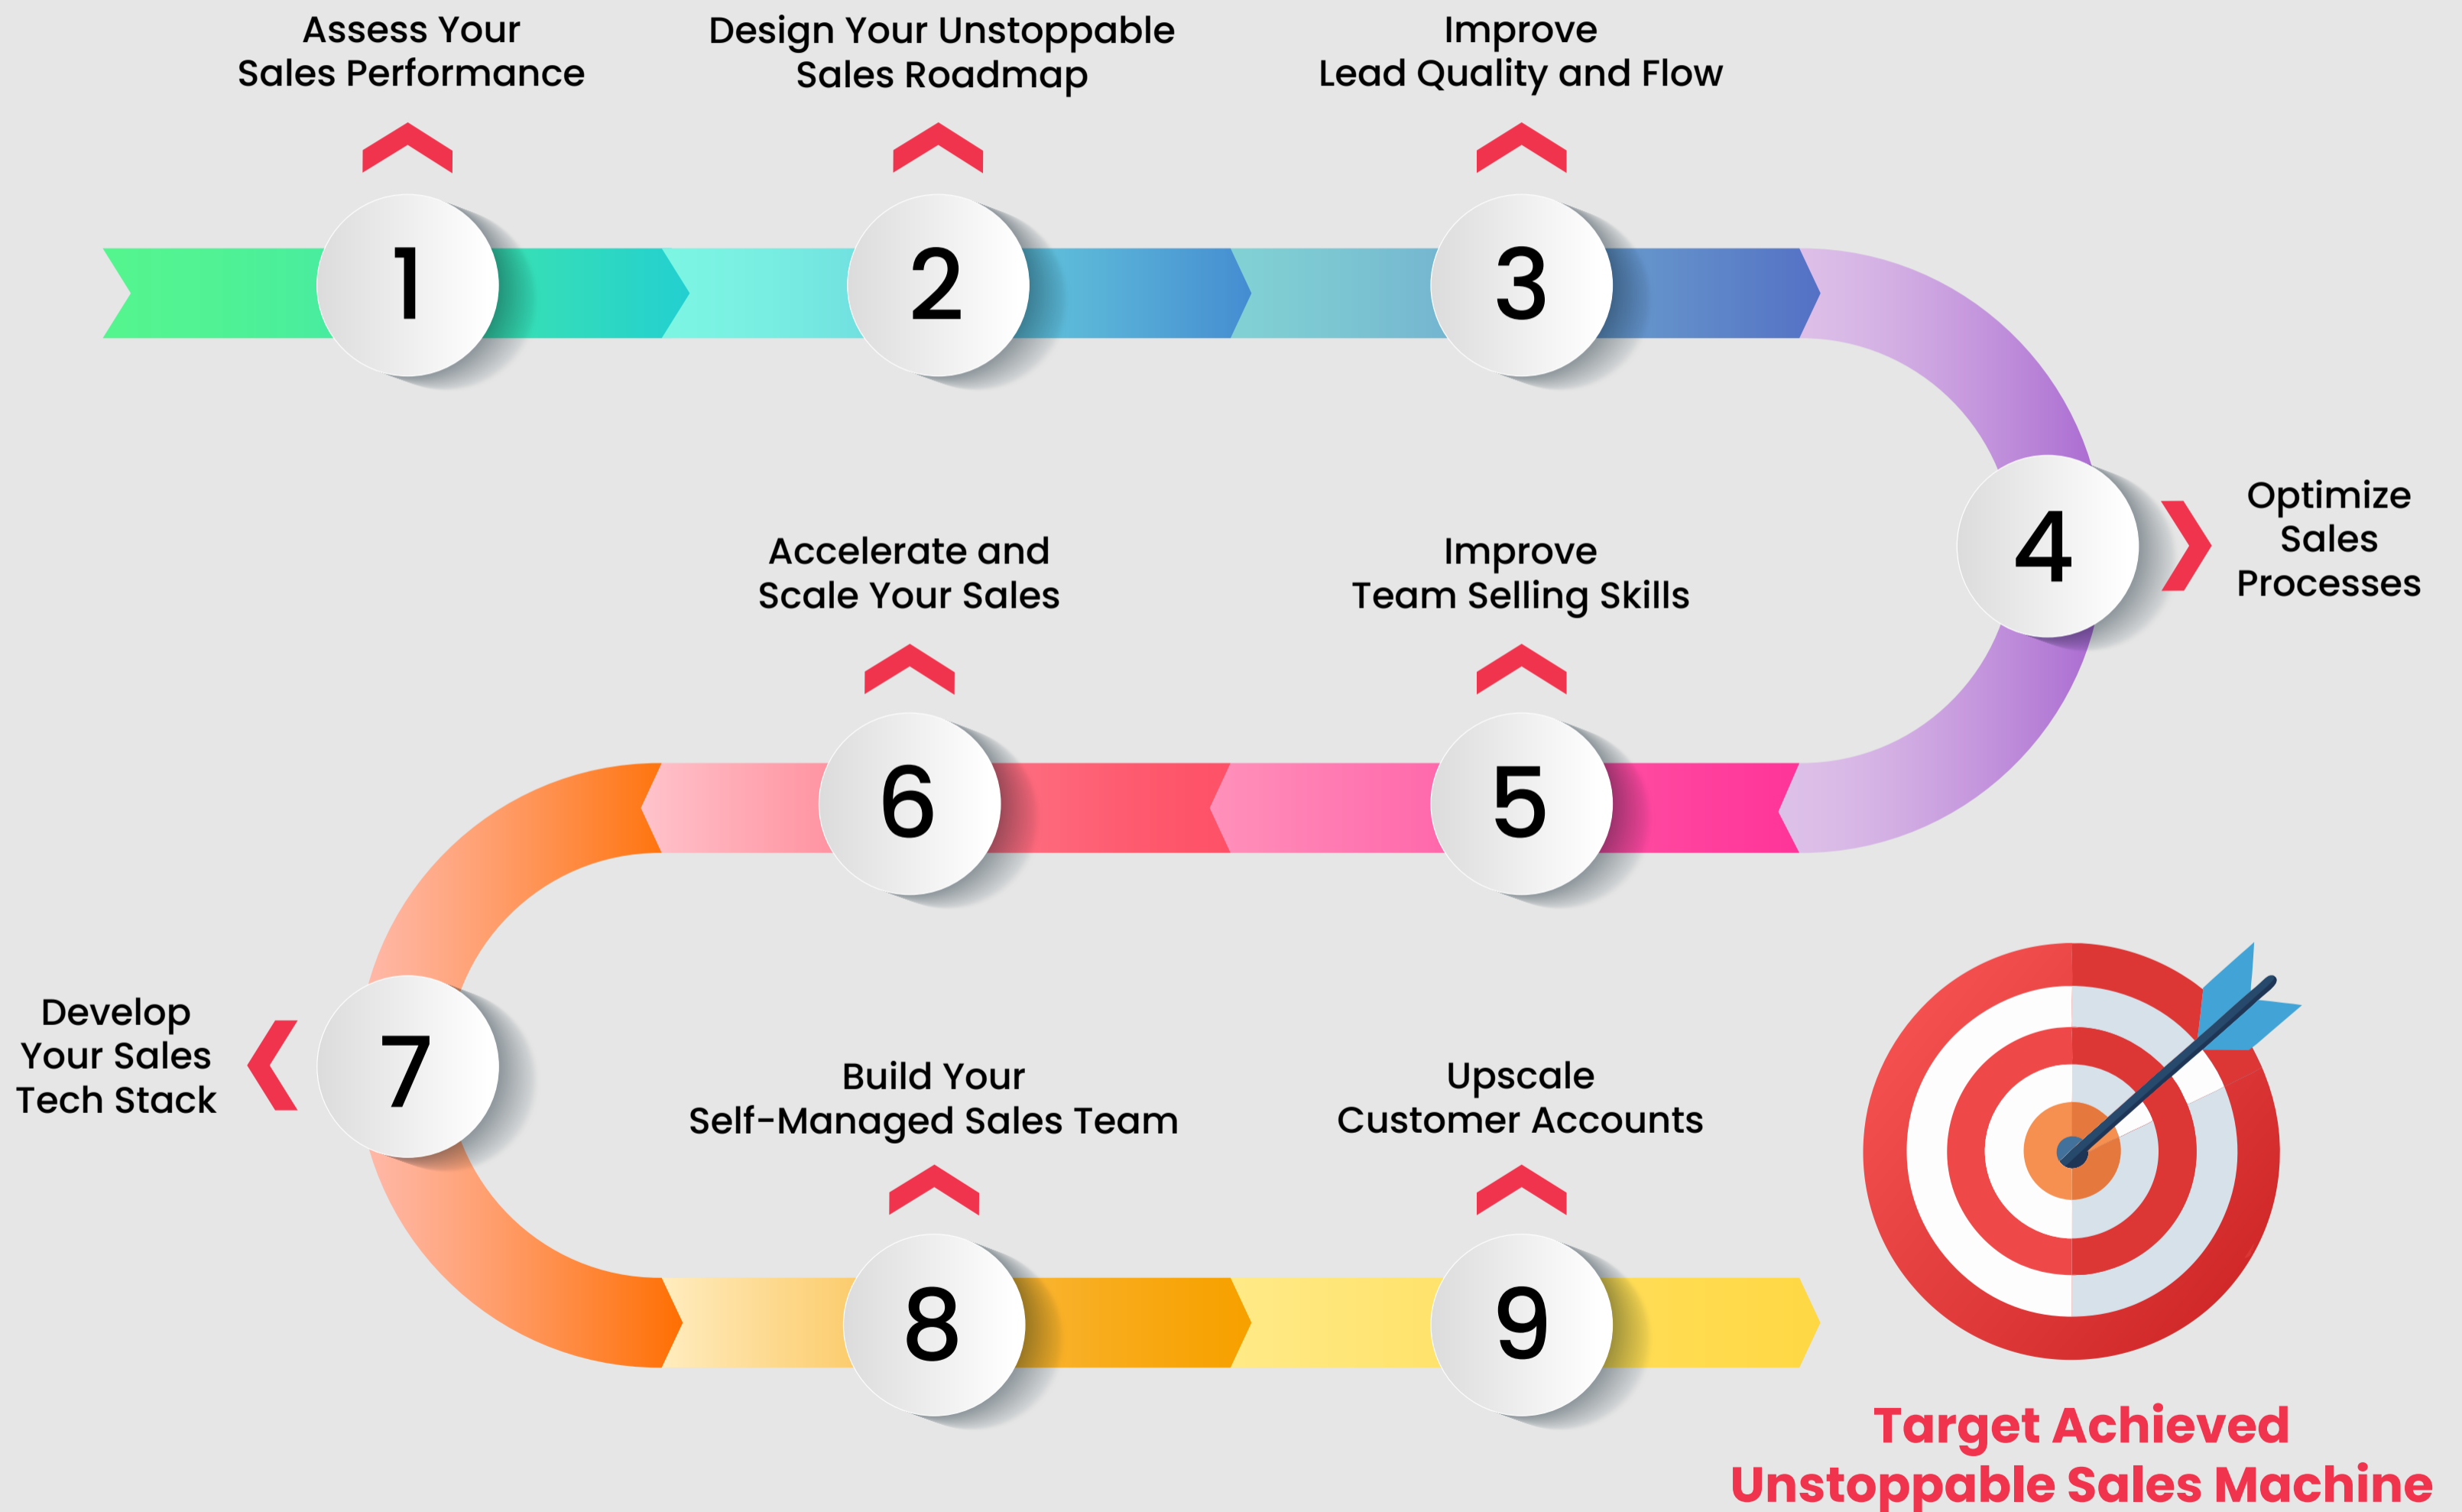 Assess Your
Sales Performance
Design Your Unstoppable
Sales Roadmap
Improve
Lead Quality and Flow
1
2
3
4
Optimize
Sales
Processes
Improve
Team Selling Skills
5
Accelerate and
Scale Your Sales
6
7
Develop
Your Sales
Tech Stack
Build Your
Self-Managed Sales Team
8
Upscale
Customer Accounts
9
Target Achieved
Unstoppable Sales Machine